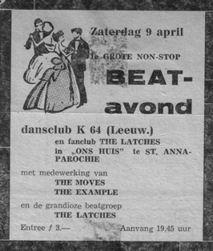 Zaterdag 9 april
1e GROTE NON-STOP
BEAT-
avond
dansclub K 64 (Leeuw.)
en fanclub THE LATCHES
in „ONS HUIS" te ST. ANNA-
PAROCHIE
met medewerking van
THE MOVES
THE EXAMPLE
en de grandioze beatgroep
THE LATCHES
Entree f 3.— Aanvang 19.45 uur